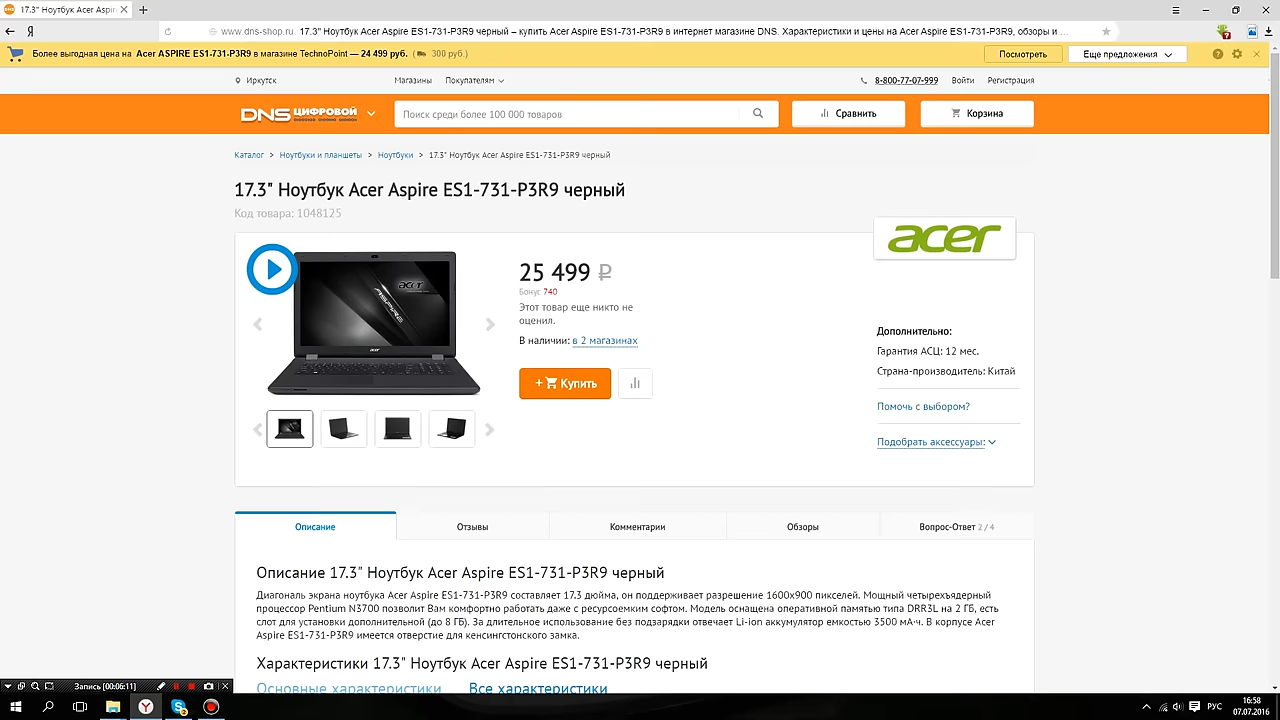 17.3" Ноутбук Acer Aspir
www.dns-shop.ru 17.3" Ноутбук Acer Aspire ES1-731-P3R9 черный – купить Acer Aspire ES1-731-P3R9 в интернет магазине DNS. Характеристики и цены на Acer Aspire ES1-731-P3R9, обзоры и ...
Более выгодная цена на Acer ASPIRE ES1-731-P3R9 в магазине TechnoPoint — 24 499 руб. ( 300 руб.) Посмотреть Еще предложения
Иркутск Магазины Покупателям 8-800-77-07-999 Войти Регистрация
DNS ЦИФРОВОЙ Поиск среди более 100 000 товаров Сравнить Корзина
Каталог > Ноутбуки и планшеты > Ноутбуки > 17.3" Ноутбук Acer Aspire ES1-731-P3R9 черный
17.3" Ноутбук Acer Aspire ES1-731-P3R9 черный
Код товара: 1048125
acer
acer
ASPIRE
acer
25 499 ₽
Бонус 740
Этот товар еще никто не
оценил.
В наличии: в 2 магазинах
+ Купить
Дополнительно:
Гарантия АСЦ: 12 мес.
Страна-производитель: Китай
Помочь с выбором?
Подобрать аксессуары:
Описание Отзывы Комментарии Обзоры Вопрос-Ответ 2 / 4
Описание 17.3" Ноутбук Acer Aspire ES1-731-P3R9 черный
Диагональ экрана ноутбука Acer Aspire ES1-731-P3R9 составляет 17.3 дюйма, он поддерживает разрешение 1600x900 пикселей. Мощный четырехъядерный
процессор Pentium N3700 позволит Вам комфортно работать даже с ресурсоемким софтом. Модель оснащена оперативной памятью типа DRR3L на 2 ГБ, есть
слот для установки дополнительной (до 8 ГБ). За длительное использование без подзарядки отвечает Li-ion аккумулятор емкостью 3500 мА·ч. В корпусе Acer
Aspire ES1-731-P3R9 имеется отверстие для кенсингтонского замка.
Характеристики 17.3" Ноутбук Acer Aspire ES1-731-P3R9 черный
Основные характеристики Все характеристики
Запись [00:06:11]
РУС
16:58
07.07.2016